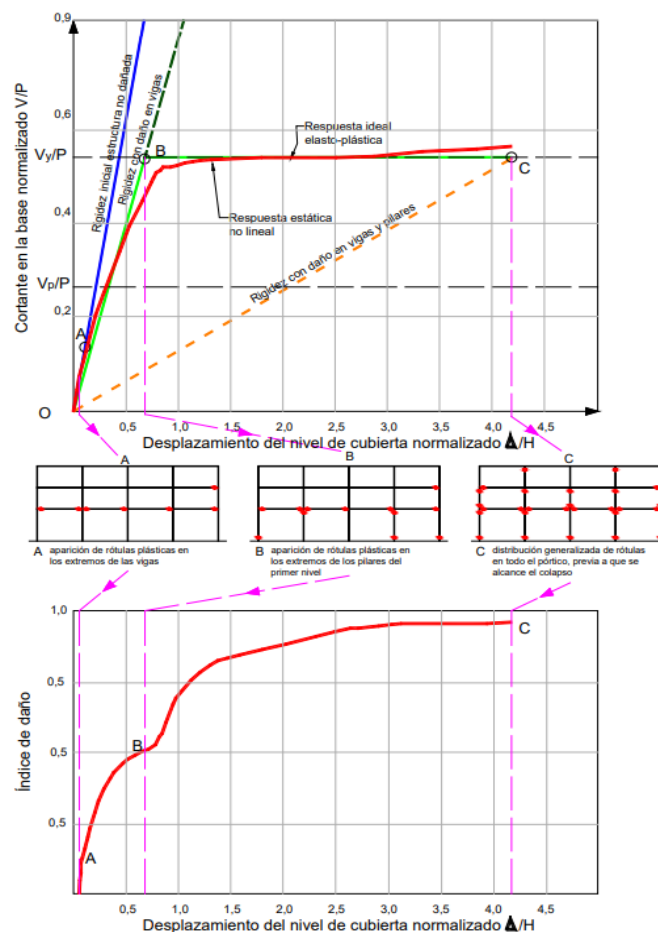 0,9
0,6
V_y/P
0,4
V_p/P
0,2
O
Cortante en la base normalizado V/P
Rigidez inicial estructura no dañada
Rigidez con daño en vigas
Respuesta ideal
elasto-plástica
B
C
Respuesta estática
no lineal
Rigidez con daño en vigas y pilares
A
0,5 1,0 1,5 2,0 2,5 3,0 3,5 4,0 4,5
Desplazamiento del nivel de cubierta normalizado Δ/H
A
B
C
A aparición de rótulas plásticas en
los extremos de las vigas
B aparición de rótulas plásticas en
los extremos de los pilares del
primer nivel
C distribución generalizada de rótulas
en todo el pórtico, previa a que se
alcance el colapso
1,0
0,5
0,5
0,5
Índice de daño
C
B
A
0,5 1,0 1,5 2,0 2,5 3,0 3,5 4,0 4,5
Desplazamiento del nivel de cubierta normalizado Δ/H